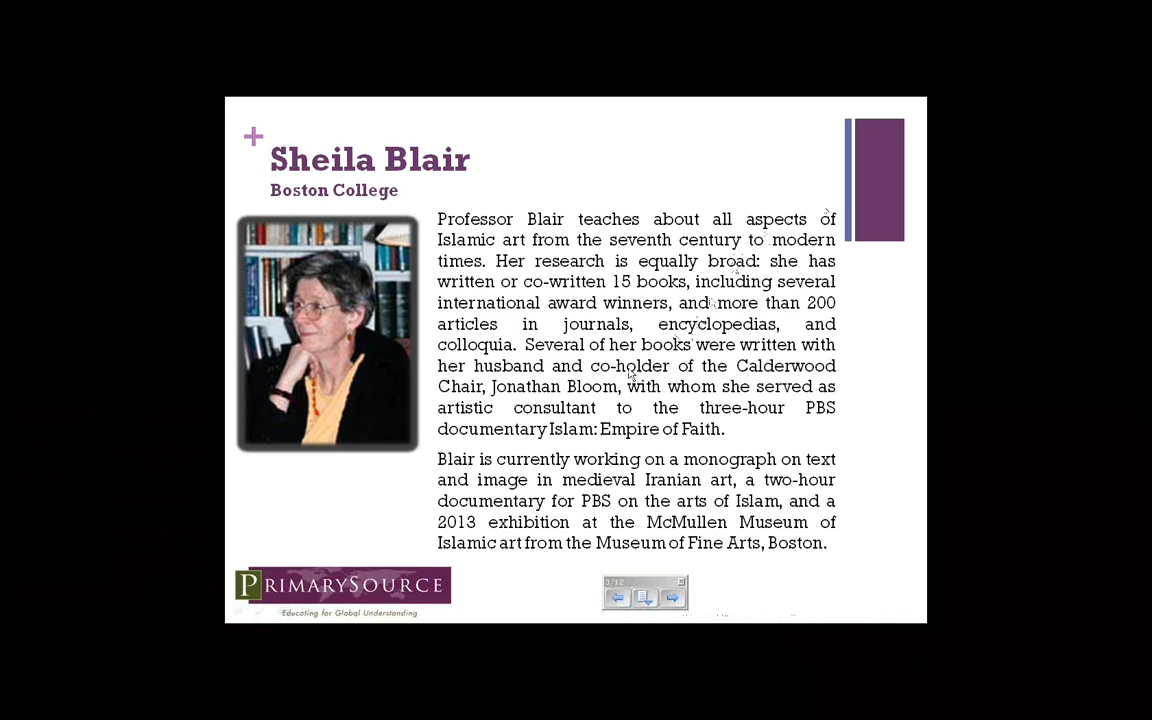 +
Sheila Blair
Boston College
Professor Blair teaches about all aspects of
Islamic art from the seventh century to modern
times. Her research is equally broad: she has
written or co-written 15 books, including several
international award winners, and more than 200
articles in journals, encyclopedias, and
colloquia. Several of her books were written with
her husband and co-holder of the Calderwood
Chair, Jonathan Bloom, with whom she served as
artistic consultant to the three-hour PBS
documentary Islam: Empire of Faith.
Blair is currently working on a monograph on text
and image in medieval Iranian art, a two-hour
documentary for PBS on the arts of Islam, and a
2013 exhibition at the McMullen Museum of
Islamic art from the Museum of Fine Arts, Boston.
PRIMARYSOURCE
Educating for Global Understanding
3/12